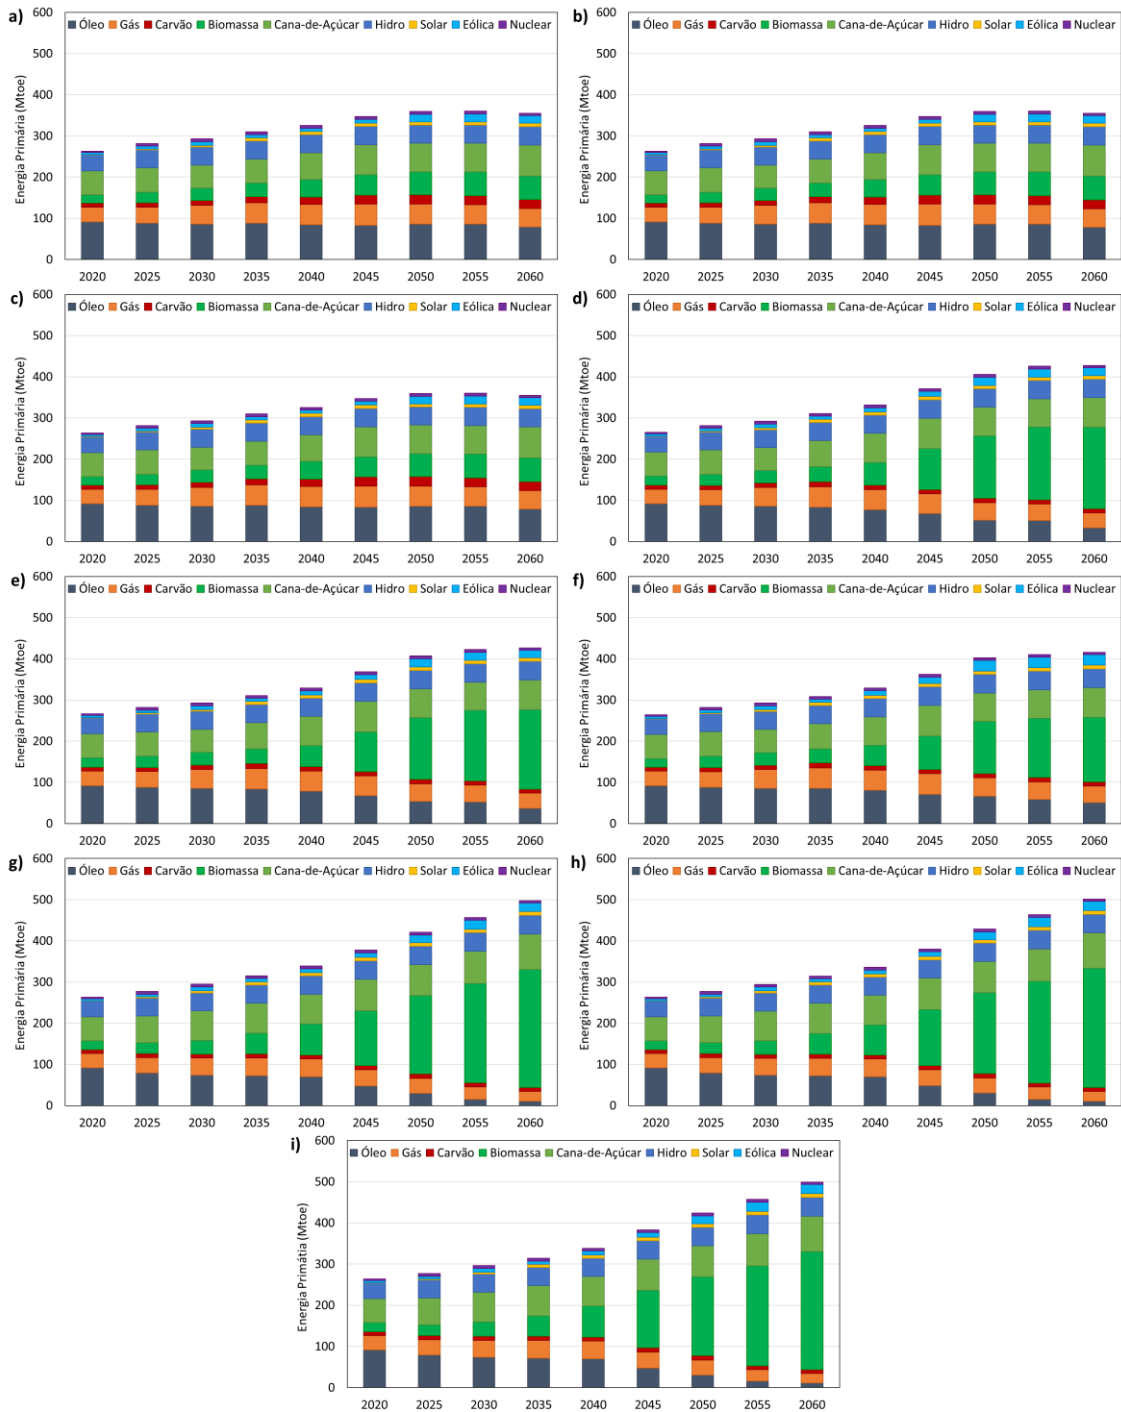 a)
Óleo Gás Carvão Biomassa Cana-de-Açúcar Hidro Solar Eólica Nuclear
Energia Primária (Mtoe)
600
500
400
300
200
100
0
2020 2025 2030 2035 2040 2045 2050 2055 2060
b)
Óleo Gás Carvão Biomassa Cana-de-Açúcar Hidro Solar Eólica Nuclear
Energia Primária (Mtoe)
600
500
400
300
200
100
0
2020 2025 2030 2035 2040 2045 2050 2055 2060
c)
Óleo Gás Carvão Biomassa Cana-de-Açúcar Hidro Solar Eólica Nuclear
Energia Primária (Mtoe)
600
500
400
300
200
100
0
2020 2025 2030 2035 2040 2045 2050 2055 2060
d)
Óleo Gás Carvão Biomassa Cana-de-Açúcar Hidro Solar Eólica Nuclear
Energia Primária (Mtoe)
600
500
400
300
200
100
0
2020 2025 2030 2035 2040 2045 2050 2055 2060
e)
Óleo Gás Carvão Biomassa Cana-de-Açúcar Hidro Solar Eólica Nuclear
Energia Primária (Mtoe)
600
500
400
300
200
100
0
2020 2025 2030 2035 2040 2045 2050 2055 2060
f)
Óleo Gás Carvão Biomassa Cana-de-Açúcar Hidro Solar Eólica Nuclear
Energia Primária (Mtoe)
600
500
400
300
200
100
0
2020 2025 2030 2035 2040 2045 2050 2055 2060
g)
Óleo Gás Carvão Biomassa Cana-de-Açúcar Hidro Solar Eólica Nuclear
Energia Primária (Mtoe)
600
500
400
300
200
100
0
2020 2025 2030 2035 2040 2045 2050 2055 2060
h)
Óleo Gás Carvão Biomassa Cana-de-Açúcar Hidro Solar Eólica Nuclear
Energia Primária (Mtoe)
600
500
400
300
200
100
0
2020 2025 2030 2035 2040 2045 2050 2055 2060
i)
Óleo Gás Carvão Biomassa Cana-de-Açúcar Hidro Solar Eólica Nuclear
Energia Primátia (Mtoe)
600
500
400
300
200
100
0
2020 2025 2030 2035 2040 2045 2050 2055 2060